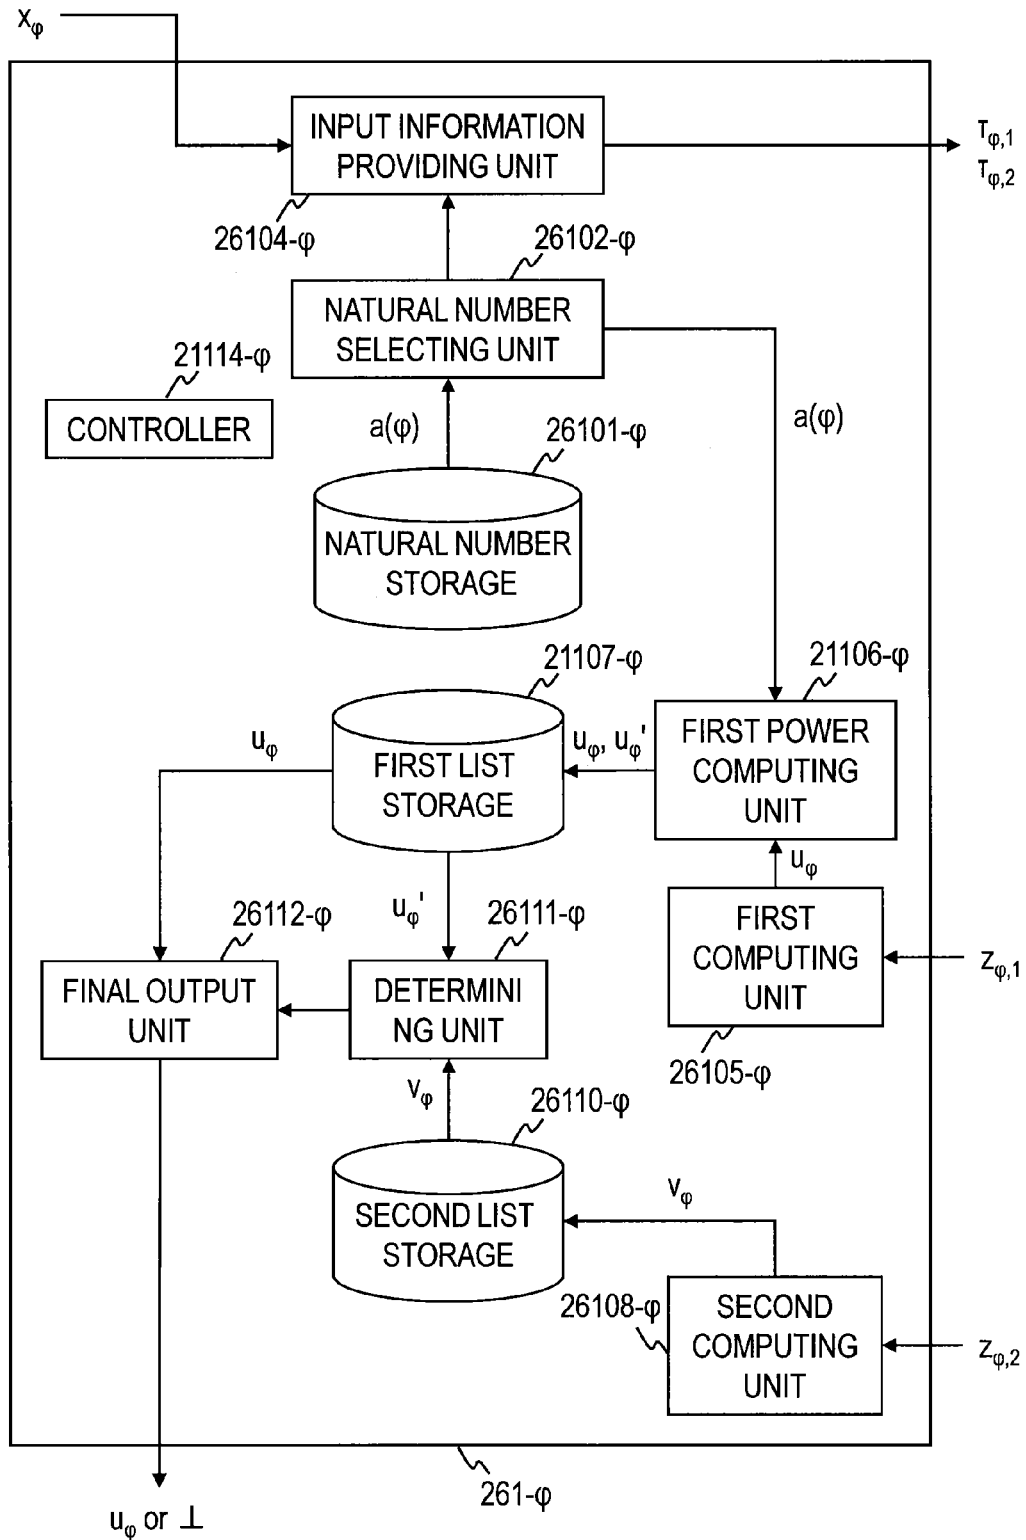 xφ
INPUT INFORMATION
PROVIDING UNIT
Tφ,1
Tφ,2
26104-φ
26102-φ
NATURAL NUMBER
SELECTING UNIT
21114-φ
CONTROLLER
a(φ)
26101-φ
a(φ)
NATURAL NUMBER
STORAGE
21107-φ
21106-φ
uφ
FIRST LIST
STORAGE
uφ, uφ'
FIRST POWER
COMPUTING
UNIT
uφ
26112-φ
uφ'
26111-φ
FIRST
COMPUTING
UNIT
zφ,1
FINAL OUTPUT
UNIT
DETERMINI
NG UNIT
26105-φ
vφ
26110-φ
vφ
SECOND LIST
STORAGE
26108-φ
SECOND
COMPUTING
UNIT
zφ,2
261-φ
uφ or ⊥